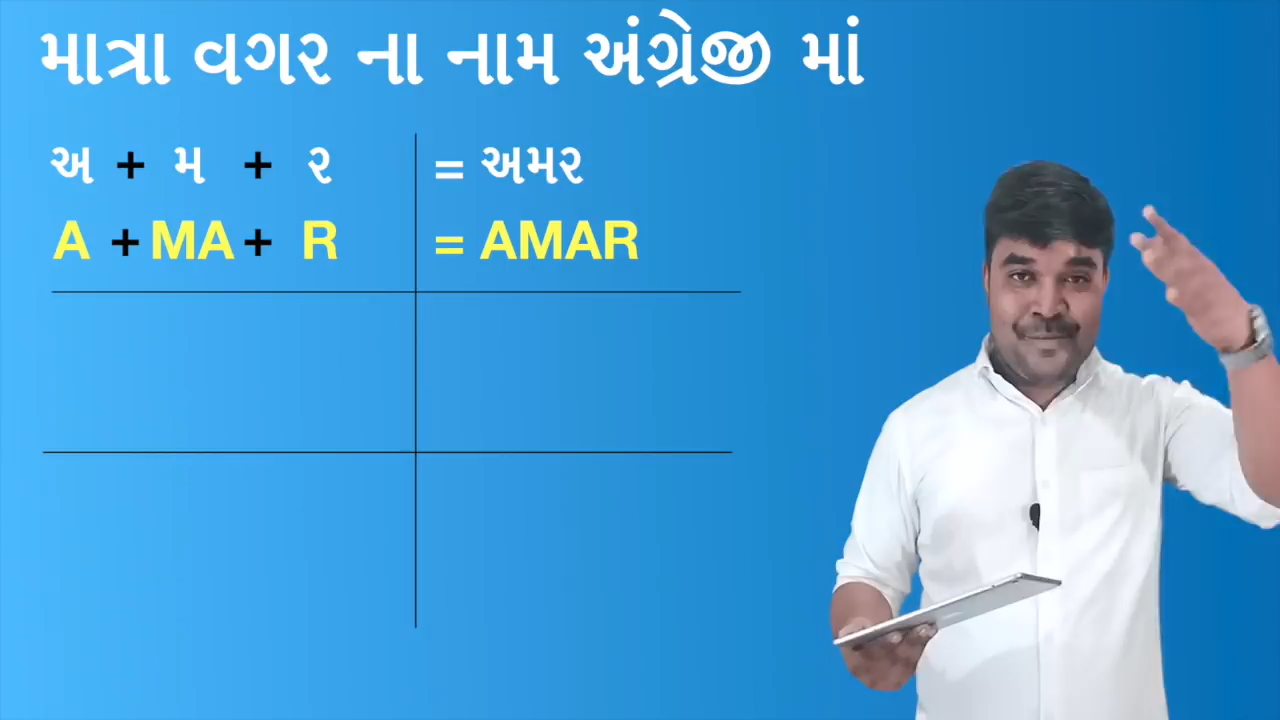 માત્રા વગર ના નામ અંગ્રેજી માં
અ + મ + ર = અમર
A + MA + R = AMAR